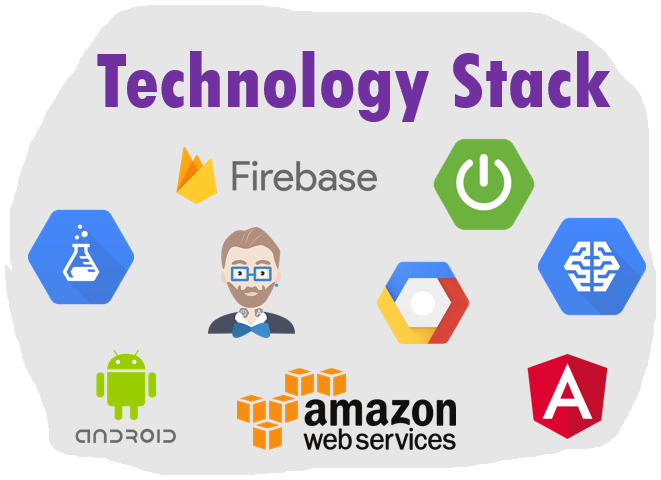 Technology Stack
Firebase
ANDROID
amazon
web services
A